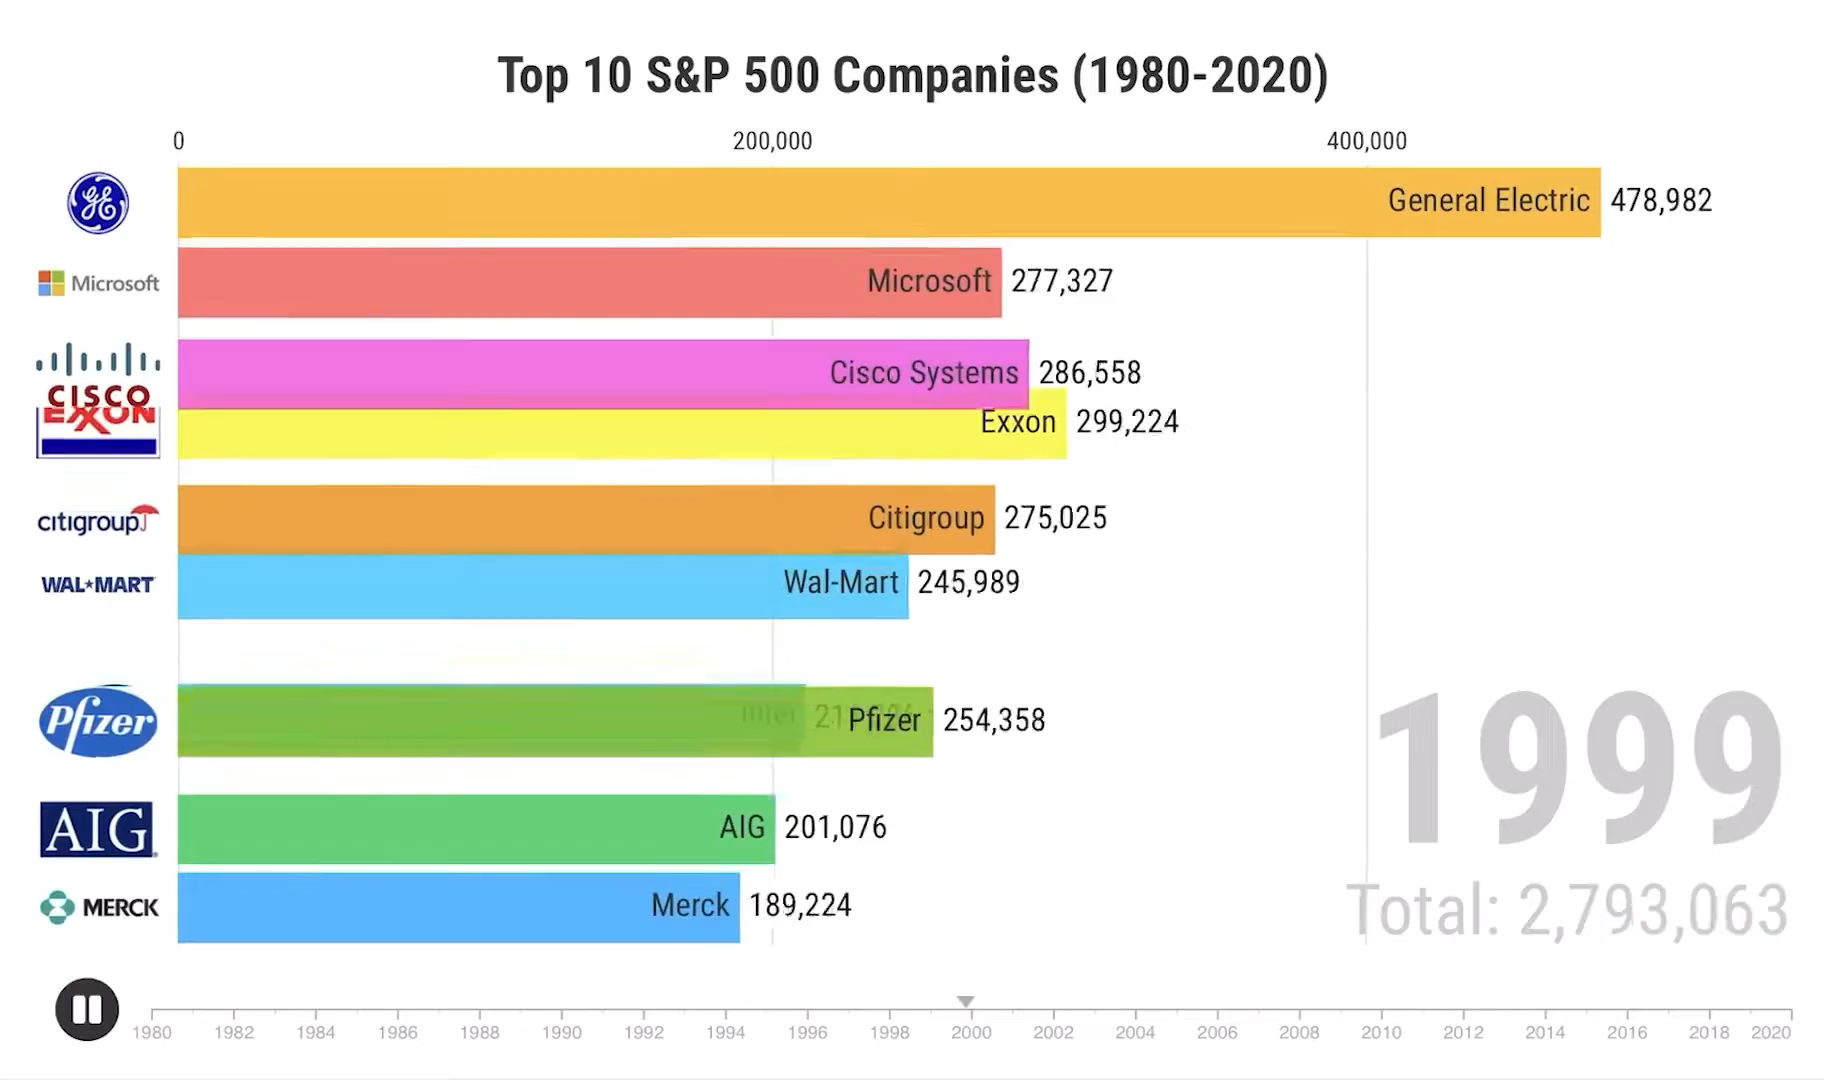 Top 10 S&P 500 Companies (1980-2020)
0 200,000 400,000
GE General Electric 478,982
Microsoft Microsoft 277,327
CISCO Cisco Systems 286,558
EXXON Exxon 299,224
citigroup Citigroup 275,025
WAL★MART Wal-Mart 245,989
Pfizer Pfizer 254,358
AIG AIG 201,076
MERCK Merck 189,224
1999
Total: 2,793,063
1980 1982 1984 1986 1988 1990 1992 1994 1996 1998 2000 2002 2004 2006 2008 2010 2012 2014 2016 2018 2020